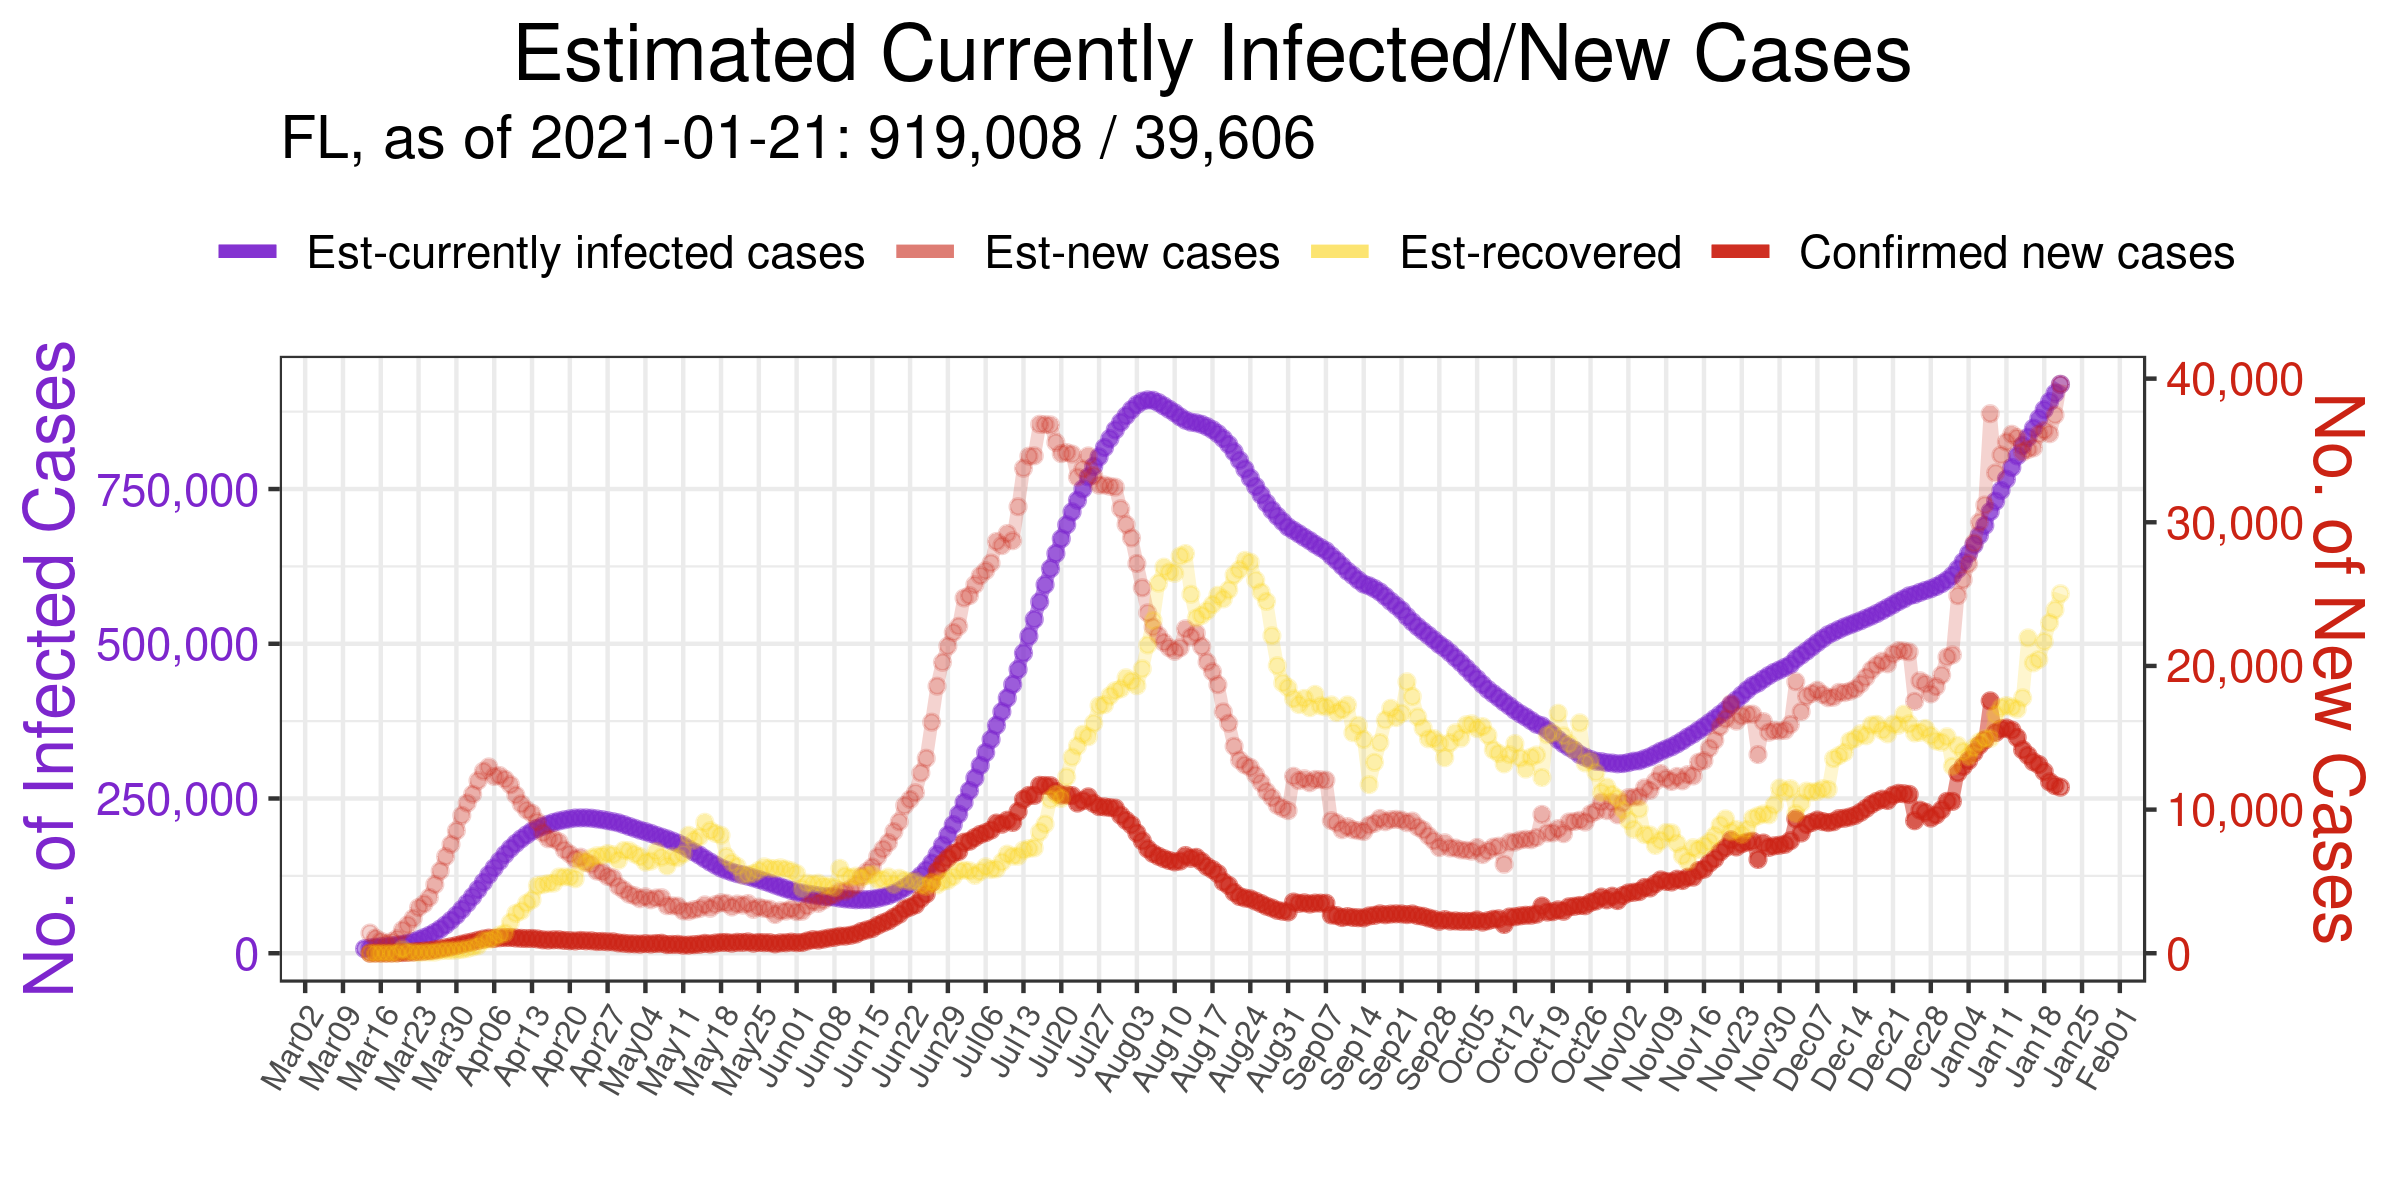 Estimated Currently Infected/New Cases
FL, as of 2021-01-21: 919,008 / 39,606
Est-currently infected cases Est-new cases Est-recovered Confirmed new cases
No. of Infected Cases
750,000
500,000
250,000
0
40,000
30,000
20,000
10,000
0
No. of New Cases
Mar02 Mar09 Mar16 Mar23 Mar30 Apr06 Apr13 Apr20 Apr27 May04 May11 May18 May25 Jun01 Jun08 Jun15 Jun22 Jun29 Jul06 Jul13 Jul20 Jul27 Aug03 Aug10 Aug17 Aug24 Aug31 Sep07 Sep14 Sep21 Sep28 Oct05 Oct12 Oct19 Oct26 Nov02 Nov09 Nov16 Nov23 Nov30 Dec07 Dec14 Dec21 Dec28 Jan04 Jan11 Jan18 Jan25 Feb01